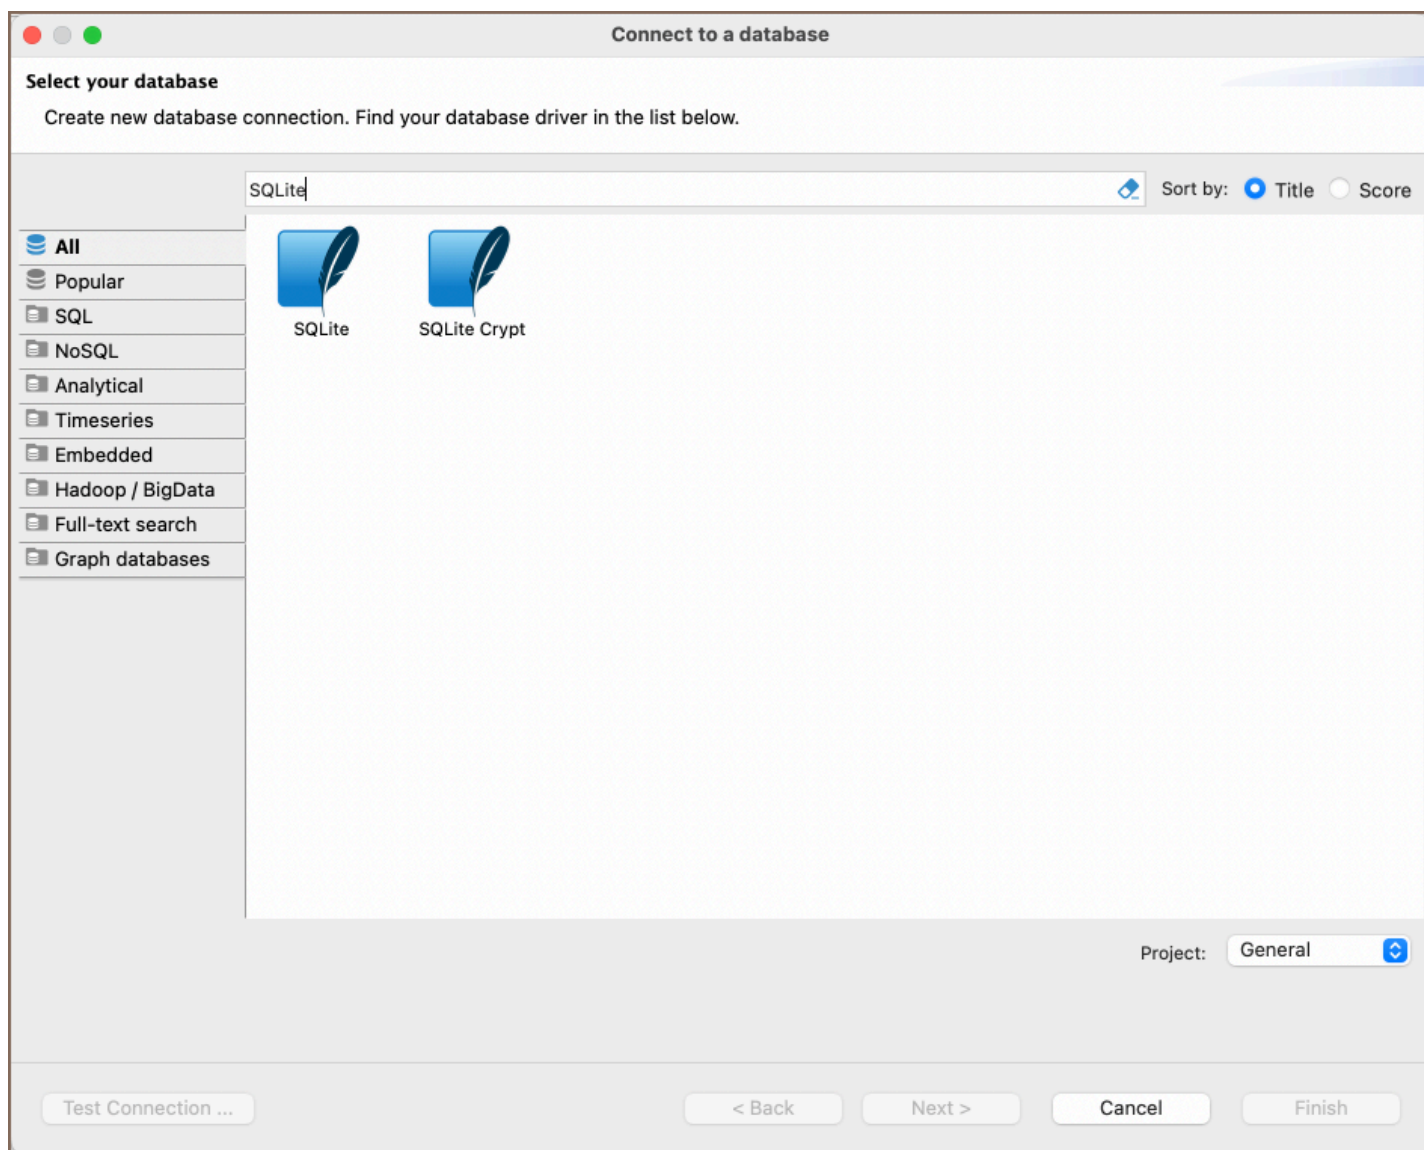 Connect to a database
Select your database
Create new database connection. Find your database driver in the list below.
SQLite
Sort by: Title Score
All
Popular
SQL
NoSQL
Analytical
Timeseries
Embedded
Hadoop / BigData
Full-text search
Graph databases
SQLite SQLite Crypt
Project: General
Test Connection ... < Back Next > Cancel Finish